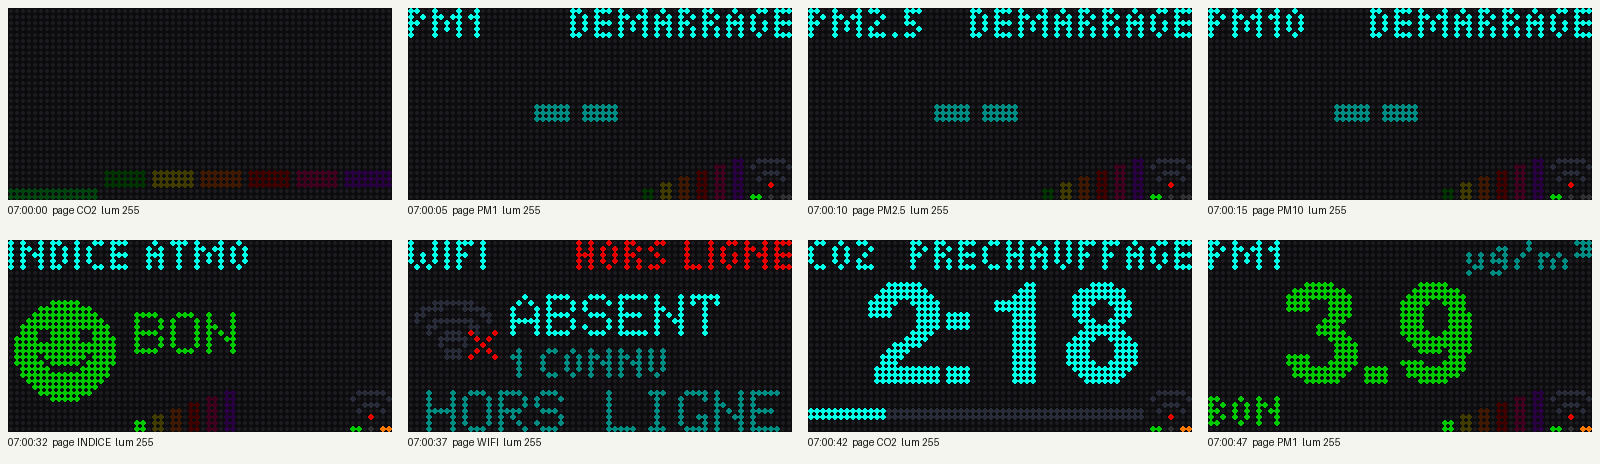 PM1 DEMARRAGE
PM2.5 DEMARRAGE
PM10 DEMARRAGE
07:00:00 page CO2 lum 255
07:00:05 page PM1 lum 255
07:00:10 page PM2.5 lum 255
07:00:15 page PM10 lum 255
INDICE ATMO
BON
07:00:32 page INDICE lum 255
WIFI HORS LIGNE
ABSENT
1 CONNU
HORS LIGNE
07:00:37 page WIFI lum 255
CO2 PRECHAUFFAGE
2:18
07:00:42 page CO2 lum 255
PM1 µg/m³
3.9
BON
07:00:47 page PM1 lum 255